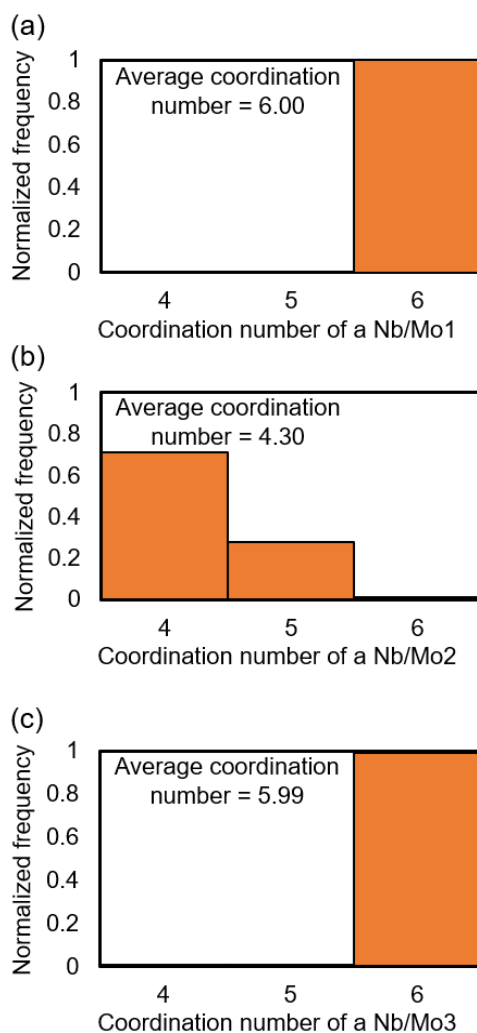 (a)
Normalized frequency
1
0.8
0.6
0.4
0.2
0
Average coordination
number = 6.00
4 5 6
Coordination number of a Nb/Mo1
(b)
Normalized frequency
1
0.8
0.6
0.4
0.2
0
Average coordination
number = 4.30
4 5 6
Coordination number of a Nb/Mo2
(c)
Normalized frequency
1
0.8
0.6
0.4
0.2
0
Average coordination
number = 5.99
4 5 6
Coordination number of a Nb/Mo3